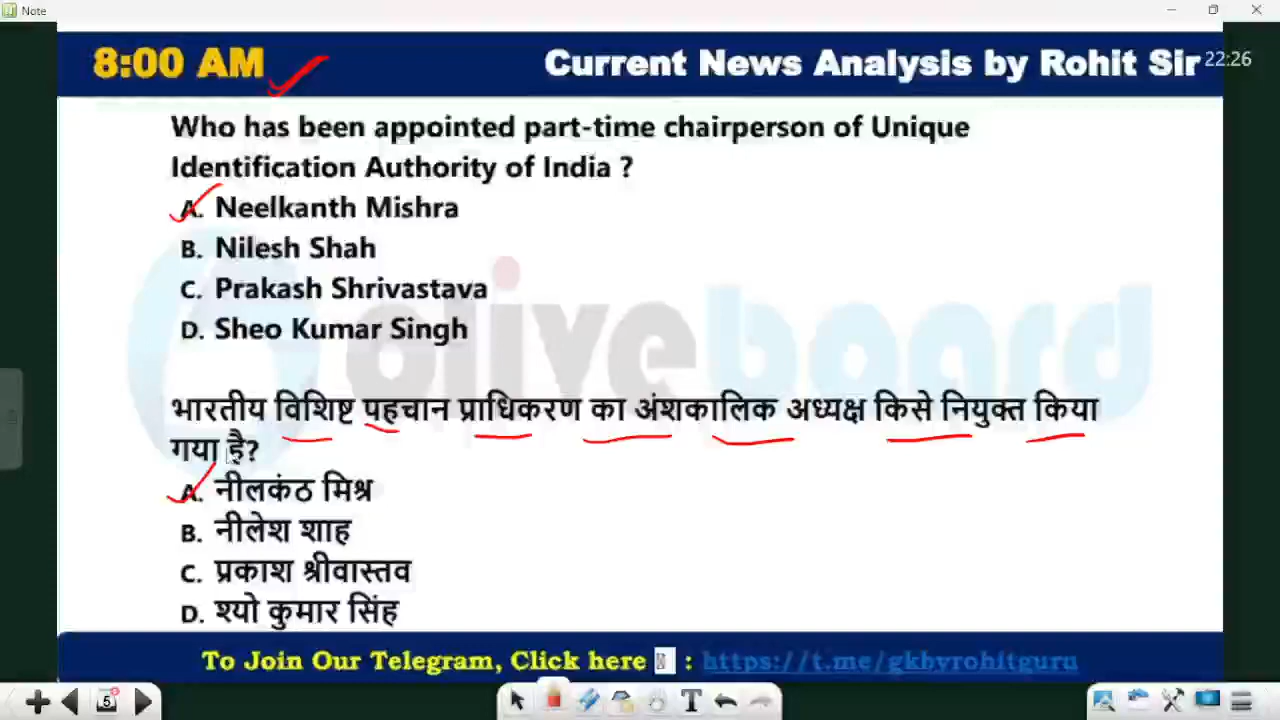 Note
8:00 AM
Current News Analysis by Rohit Sir
22:26
Who has been appointed part-time chairperson of Unique
Identification Authority of India ?
A. Neelkanth Mishra
B. Nilesh Shah
C. Prakash Shrivastava
D. Sheo Kumar Singh
oliveboard
भारतीय विशिष्ट पहचान प्राधिकरण का अंशकालिक अध्यक्ष किसे नियुक्त किया
गया है?
A. नीलकंठ मिश्र
B. नीलेश शाह
C. प्रकाश श्रीवास्तव
D. श्यो कुमार सिंह
To Join Our Telegram, Click here : https://t.me/gkbyrohitguru
5
T